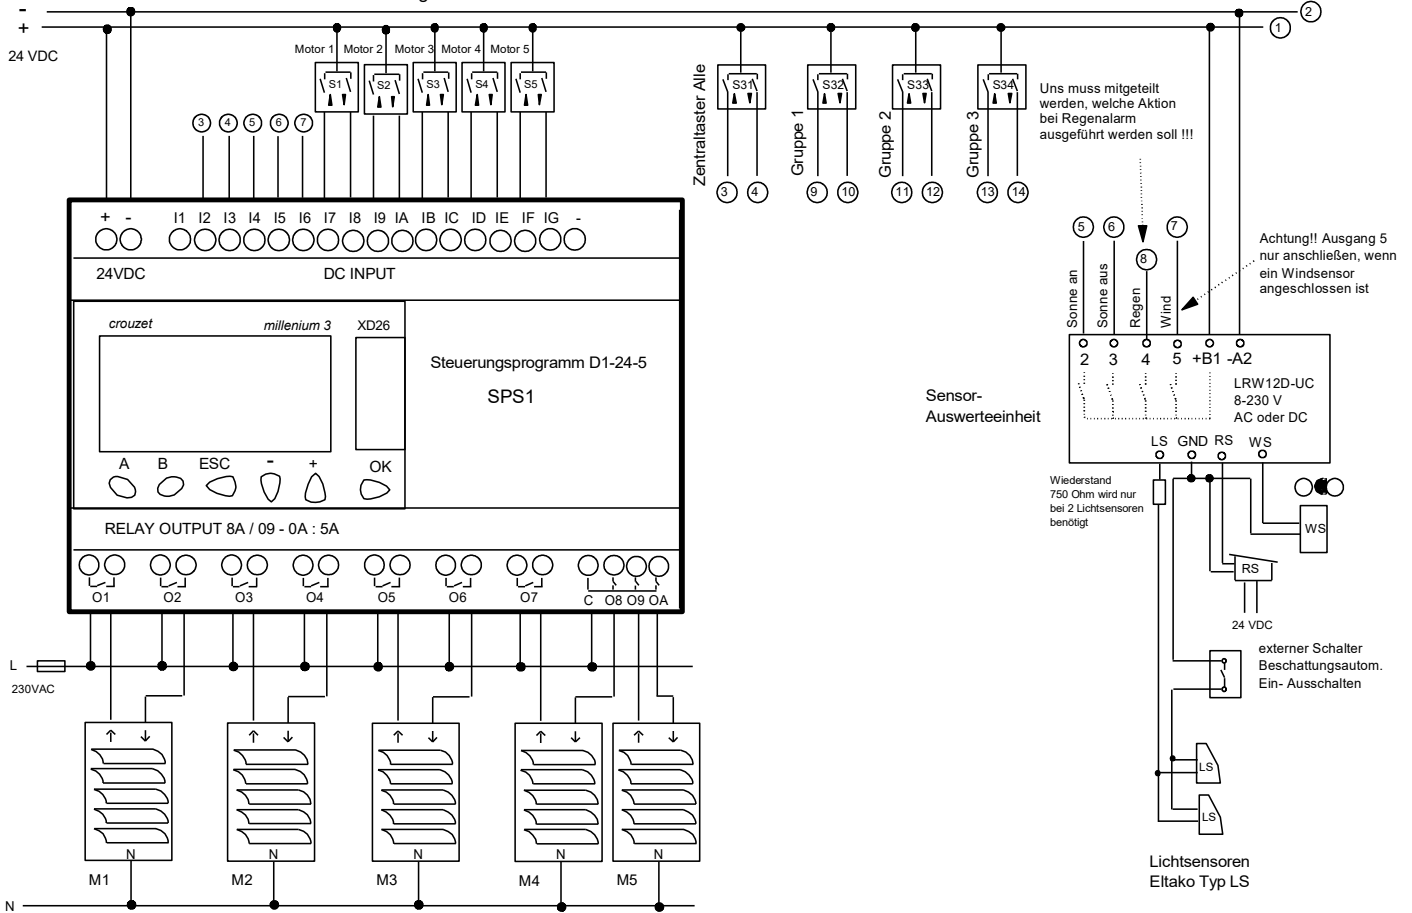 -
2
+
1
24 VDC
Motor 1 Motor 2 Motor 3 Motor 4 Motor 5
S1 S2 S3 S4 S5
3 4 5 6 7
Zentraltaster Alle
S31
3 4
Gruppe 1
S32
9 10
Gruppe 2
S33
11 12
Gruppe 3
S34
13 14
Uns muss mitgeteilt
werden, welche Aktion
bei Regenalarm
ausgeführt werden soll !!!
+ - I1 I2 I3 I4 I5 I6 I7 I8 I9 IA IB IC ID IE IF IG -
24VDC DC INPUT
crouzet millenium 3 XD26
Steuerungsprogramm D1-24-5
SPS1
A B ESC - + OK
RELAY OUTPUT 8A / 09 - 0A : 5A
O1 O2 O3 O4 O5 O6 O7 C O8 O9 OA
5 6 8 7
Sonne an
Sonne aus
Regen
Wind
Achtung!! Ausgang 5
nur anschließen, wenn
ein Windsensor
angeschlossen ist
2 3 4 5 +B1 -A2
LRW12D-UC
8-230 V
AC oder DC
Sensor-
Auswerteeinheit
LS GND RS WS
Wiederstand
750 Ohm wird nur
bei 2 Lichtsensoren
benötigt
WS
RS
24 VDC
externer Schalter
Beschattungsautom.
Ein- Ausschalten
LS
LS
Lichtsensoren
Eltako Typ LS
L
230VAC
N N N N N
M1 M2 M3 M4 M5
N